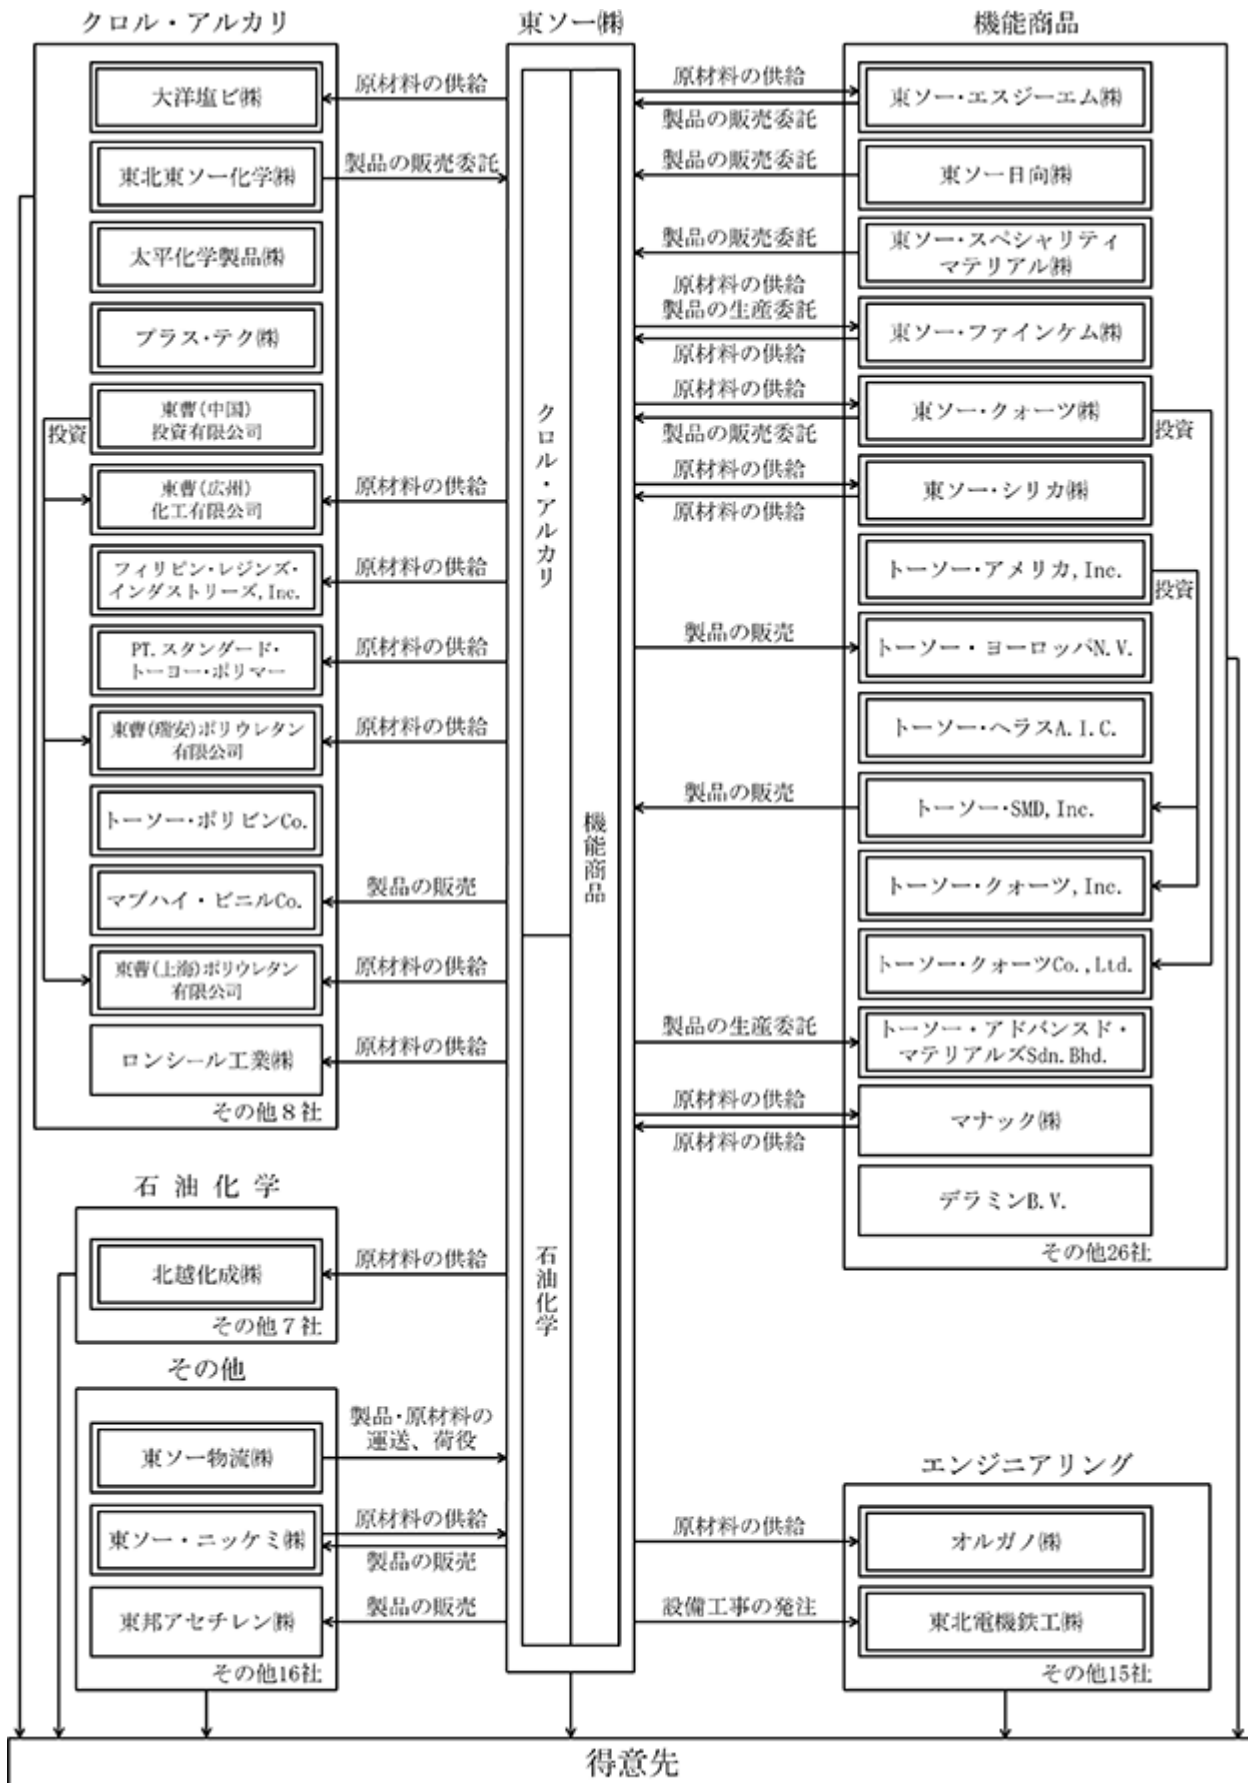 クロル・アルカリ
東ソー㈱
機能商品
大洋塩ビ㈱
原材料の供給
東北東ソー化学㈱
製品の販売委託
太平化学製品㈱
プラス・テク㈱
東曹(中国)
投資有限公司
投資
東曹(広州)
化工有限公司
原材料の供給
フィリピン・レジンズ・
インダストリーズ,Inc.
原材料の供給
PT.スタンダード・
トーヨー・ポリマー
原材料の供給
東曹(瑞安)ポリウレタン
有限公司
原材料の供給
トーソー・ポリビンCo.
マブハイ・ビニルCo.
製品の販売
東曹(上海)ポリウレタン
有限公司
原材料の供給
ロンシール工業㈱
原材料の供給
その他8社
クロル・アルカリ
機能商品
石油化学
原材料の供給
製品の販売委託
東ソー・エスジーエム㈱
製品の販売委託
東ソー日向㈱
製品の販売委託
東ソー・スペシャリティ
マテリアル㈱
原材料の供給
製品の生産委託
原材料の供給
東ソー・ファインケム㈱
原材料の供給
製品の販売委託
東ソー・クォーツ㈱
投資
原材料の供給
原材料の供給
東ソー・シリカ㈱
トーソー・アメリカ,Inc.
投資
製品の販売
トーソー・ヨーロッパN.V.
トーソー・ヘラスA.I.C.
製品の販売
トーソー・SMD,Inc.
トーソー・クォーツ,Inc.
トーソー・クォーツCo.,Ltd.
製品の生産委託
トーソー・アドバンスド・
マテリアルズSdn.Bhd.
原材料の供給
原材料の供給
マナック㈱
デラミンB.V.
その他26社
石油化学
北越化成㈱
原材料の供給
その他7社
その他
東ソー物流㈱
製品・原材料の
運送、荷役
東ソー・ニッケミ㈱
原材料の供給
製品の販売
東邦アセチレン㈱
製品の販売
その他16社
エンジニアリング
原材料の供給
オルガノ㈱
設備工事の発注
東北電機鉄工㈱
その他15社
得意先